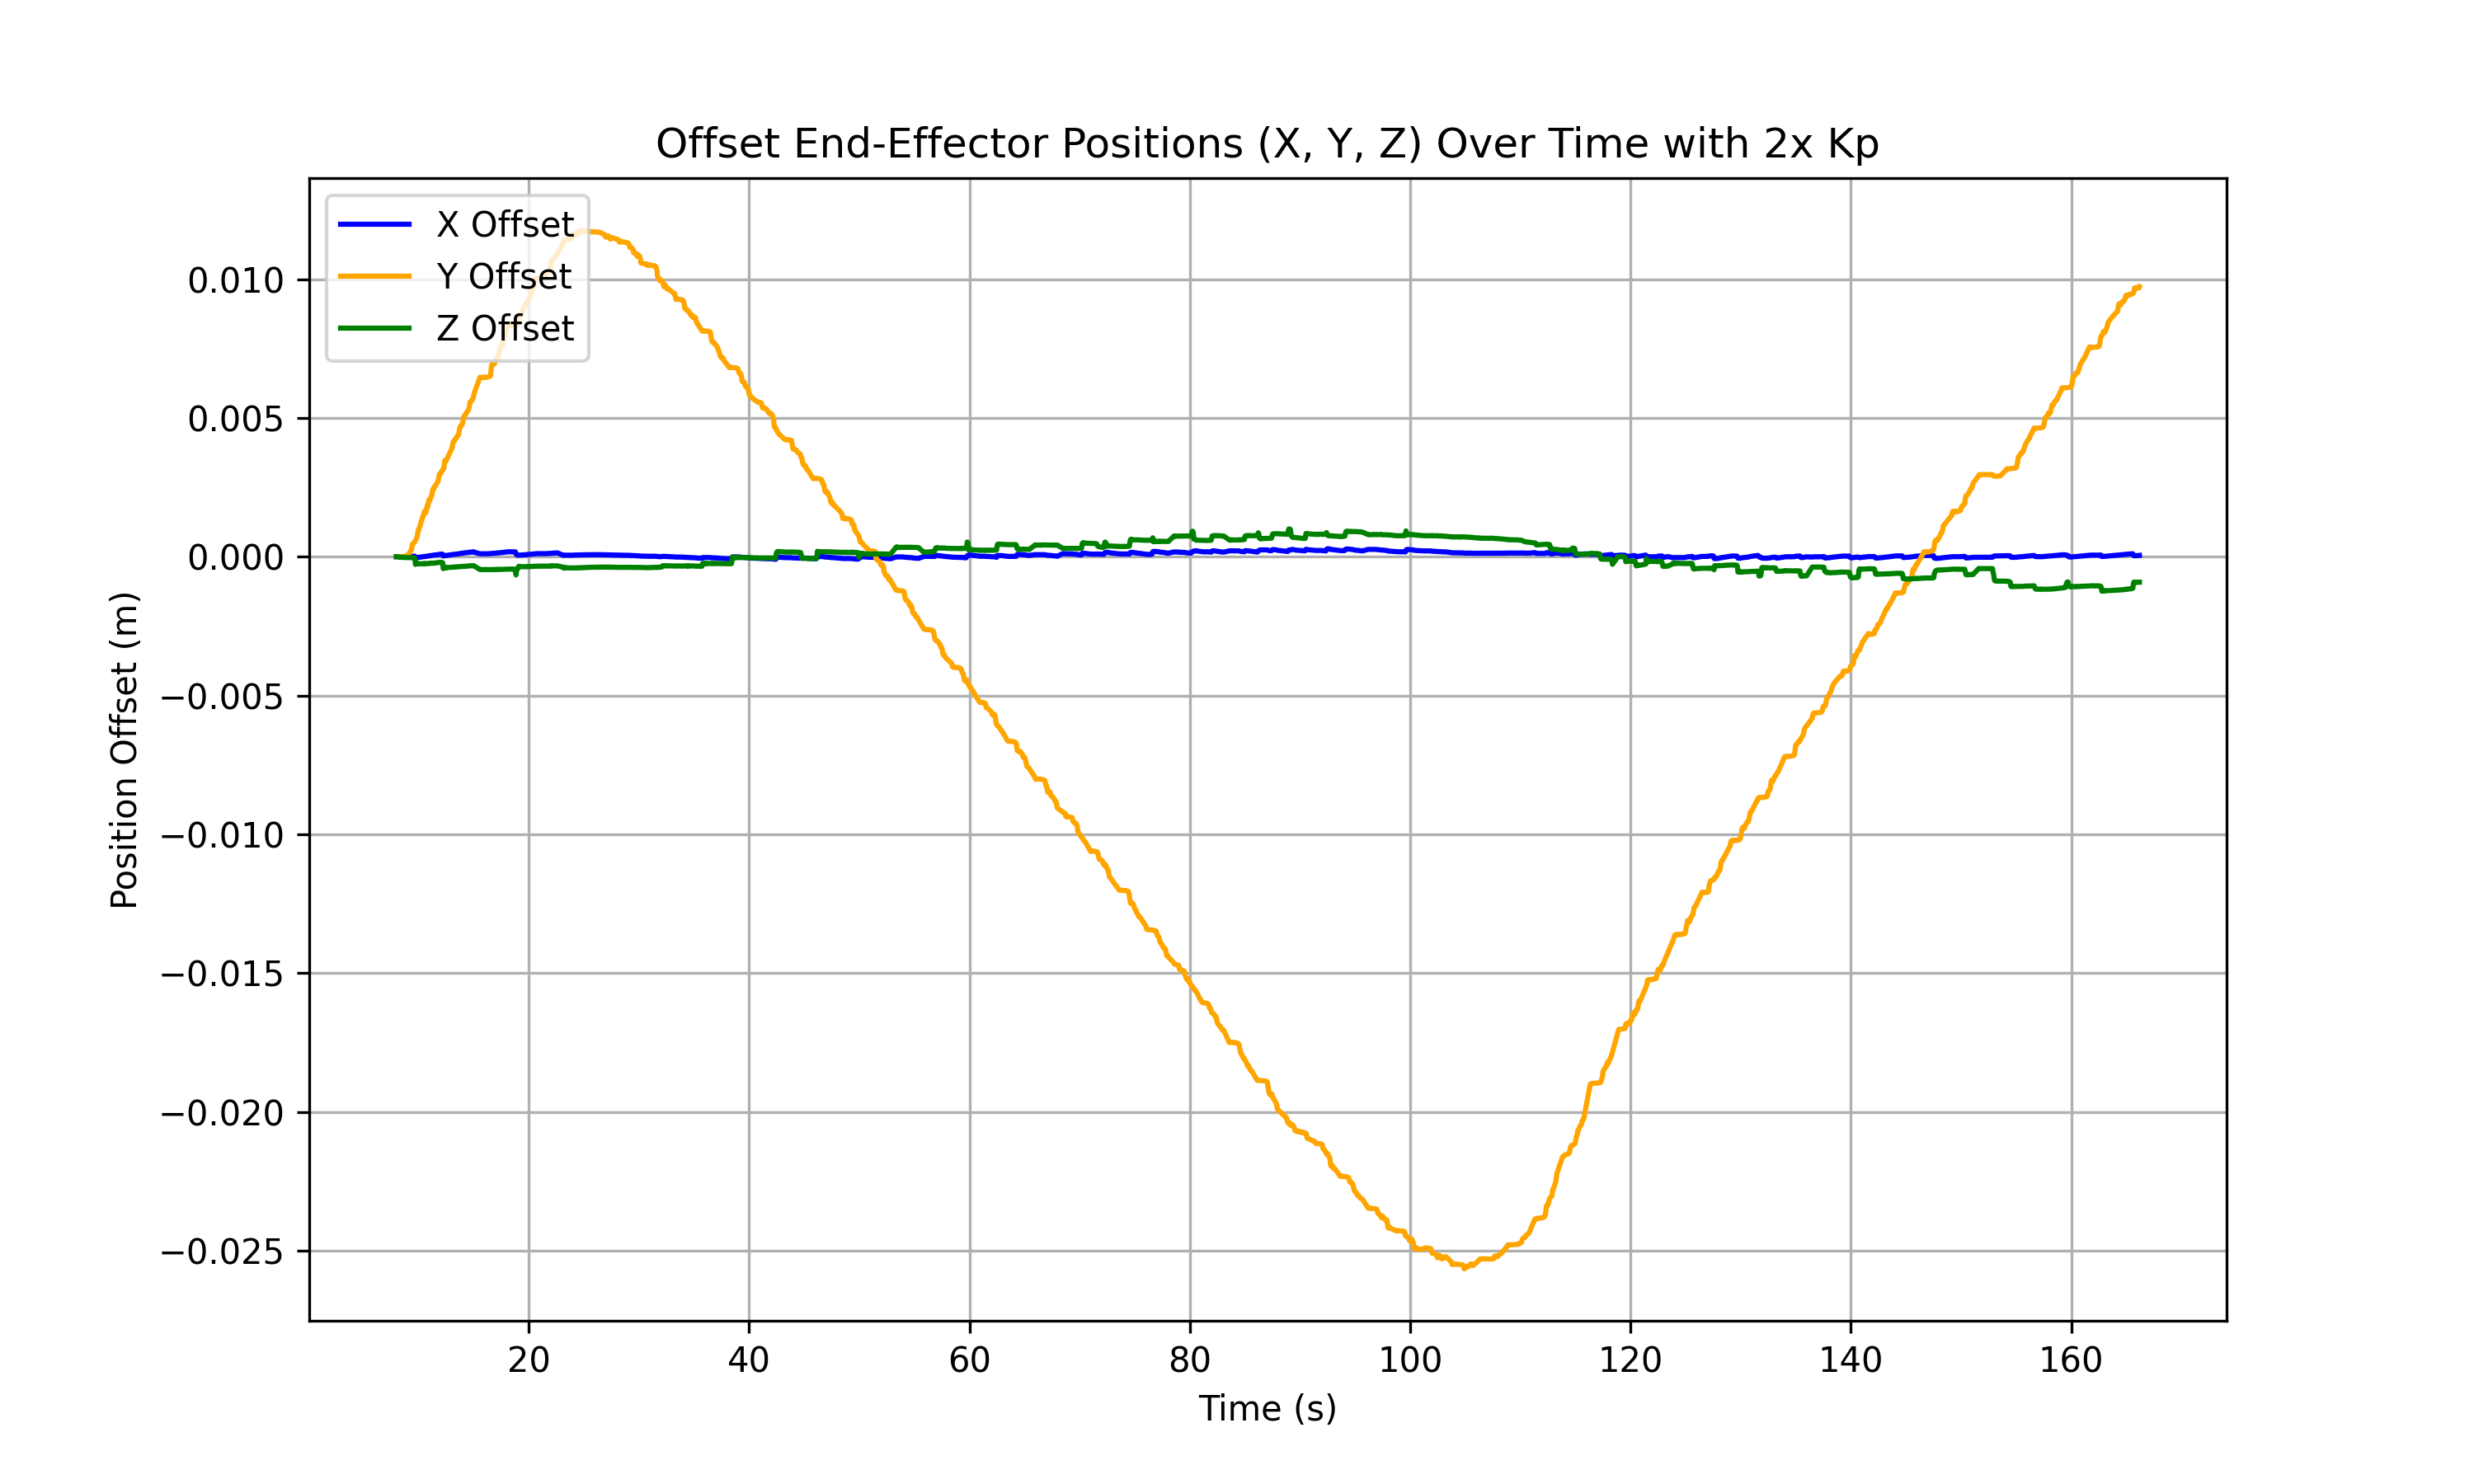 Offset End-Effector Positions (X, Y, Z) Over Time with 2x Kp
X Offset
Y Offset
Z Offset
0.010
0.005
0.000
−0.005
−0.010
−0.015
−0.020
−0.025
Position Offset (m)
20 40 60 80 100 120 140 160
Time (s)